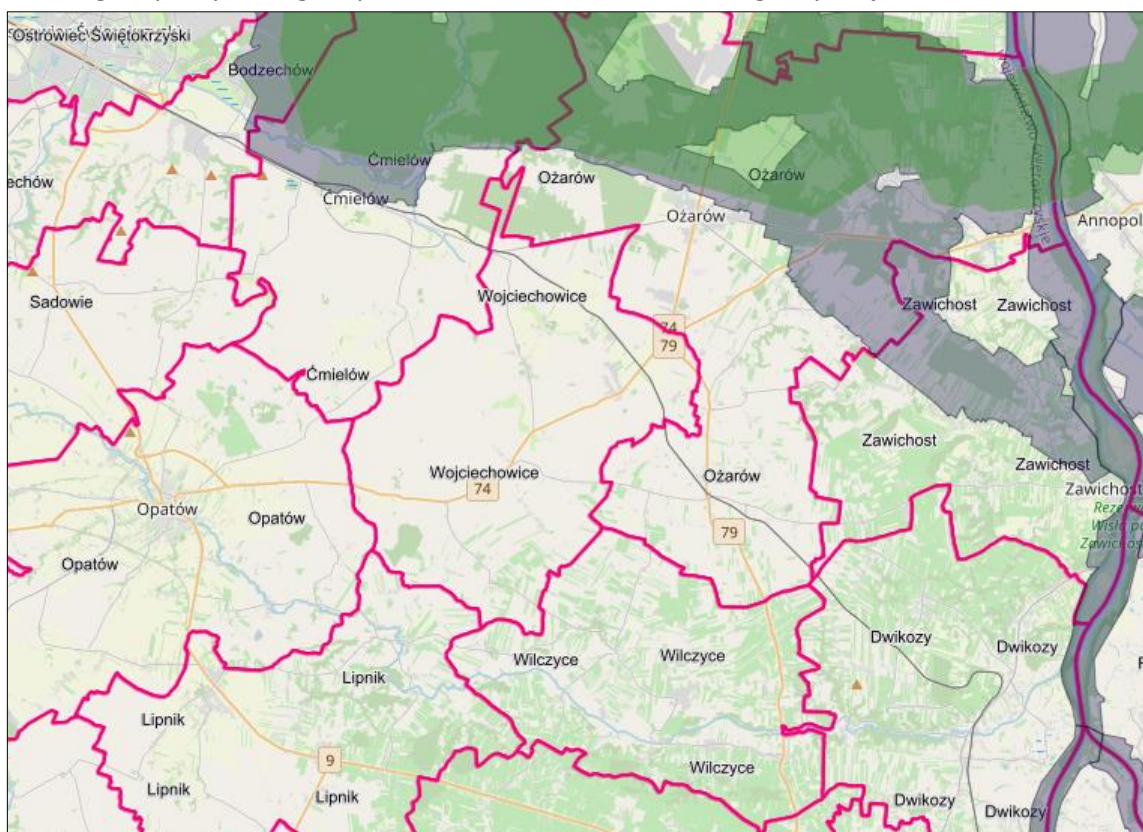 Ostrowiec Świętokrzyski
Bodzechów
Ćmielów
Ożarów
Ożarów
echów
Ćmielów
Ożarów
Annopol
Województwo Świętokrzyskie
Sadowie
Wojciechowice
Zawichost
Zawichost
74
79
Ćmielów
Zawichost
Zawichost
Wojciechowice
74
Ożarów
Zawichost
Opatów
Opatów
Opatów
79
Dwikozy
Dwikozy
Wilczyce
Wilczyce
Lipnik
Lipnik
9
Wilczyce
Lipnik
Lipnik
Dwikozy
Dwikozy